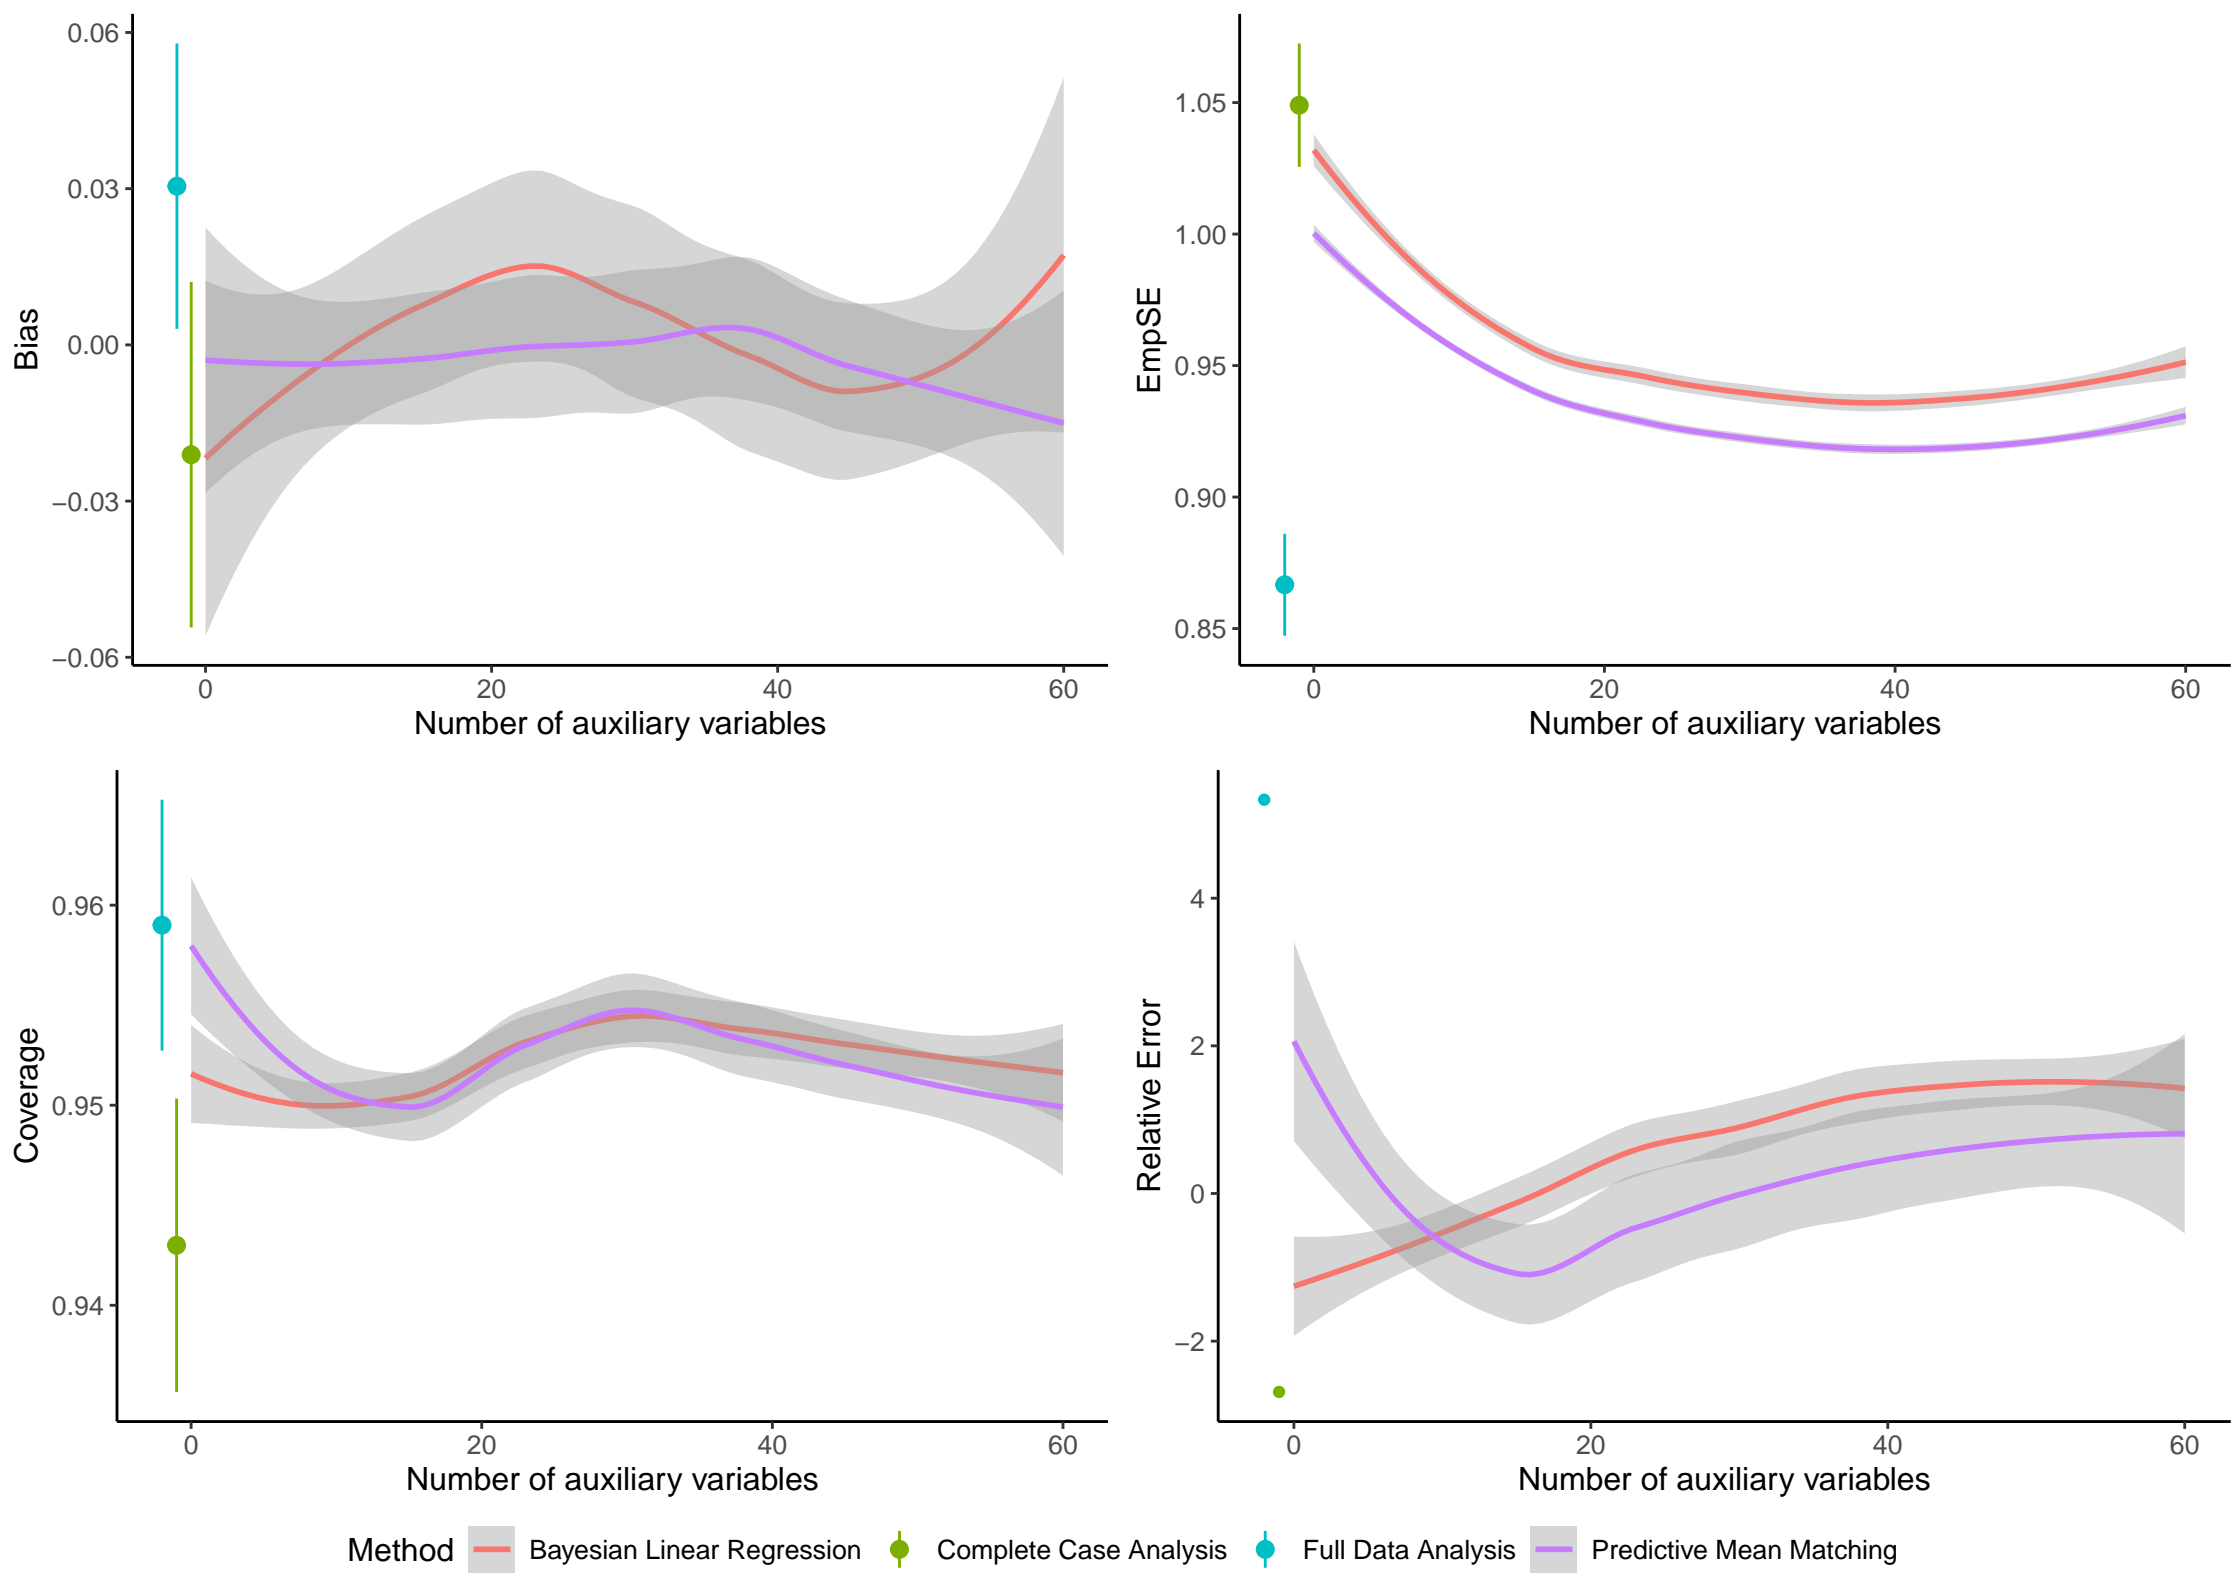 0.06
0.03
0.00
−0.03
−0.06
Bias
0 20 40 60
Number of auxiliary variables
1.05
1.00
0.95
0.90
0.85
EmpSE
0 20 40 60
Number of auxiliary variables
0.96
0.95
0.94
Coverage
0 20 40 60
Number of auxiliary variables
4
2
0
−2
Relative Error
0 20 40 60
Number of auxiliary variables
Method Bayesian Linear Regression Complete Case Analysis Full Data Analysis Predictive Mean Matching